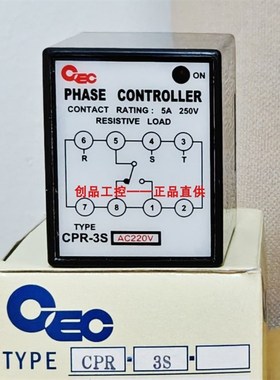 CEC
ON
PHASE CONTROLLER
CONTACT RATING: 5A 250V
RESISTIVE LOAD
6 5 4 3
R S T
创品工控——正品直供
7 8 1 2
TYPE
CPR-3S AC220V
CEC
TYPE CPR - 3S -